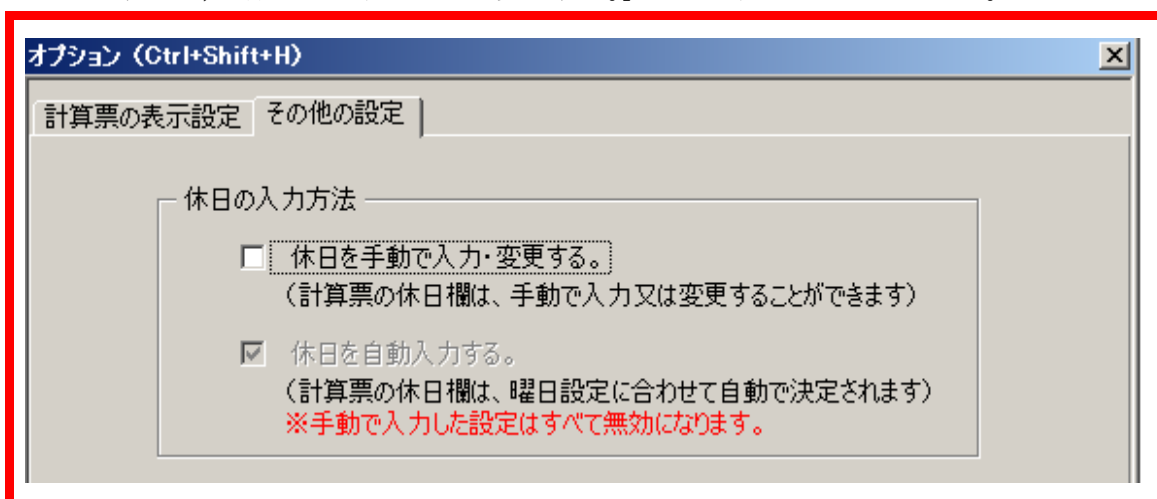 オプション (Ctrl+Shift+H)
計算票の表示設定 その他の設定
休日の入力方法
休日を手動で入力・変更する。
(計算票の休日欄は、手動で入力又は変更することができます)
休日を自動入力する。
(計算票の休日欄は、曜日設定に合わせて自動で決定されます)
※手動で入力した設定はすべて無効になります。